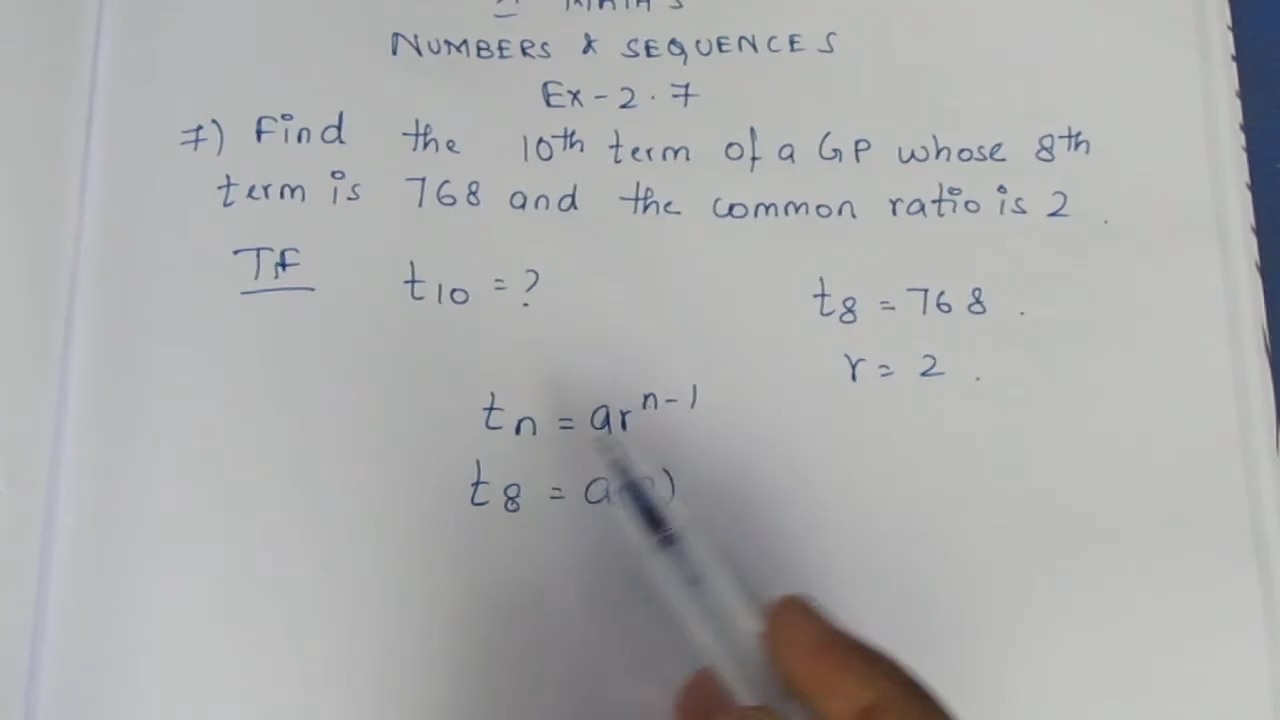 NUMBERS & SEQUENCES
Ex-2.7
7) Find the 10th term of a GP whose 8th
term is 768 and the common ratio is 2.
TF t10 = ? t8 = 768.
r = 2.
tn = ar^n-1
t8 = a